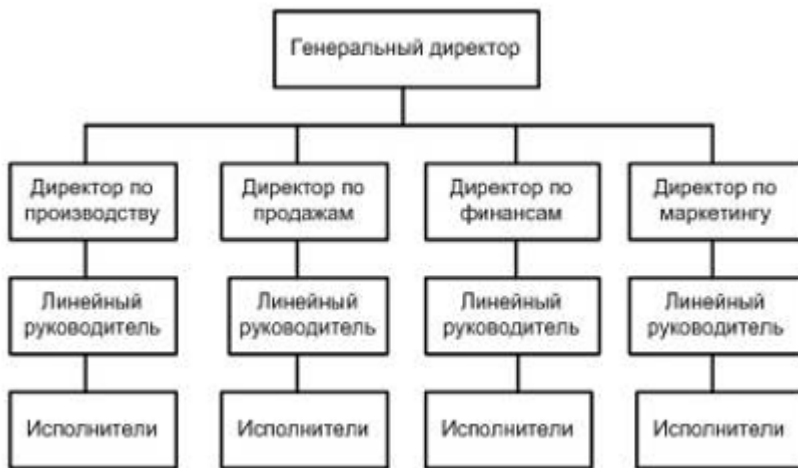 Генеральный директор
Директор по
производству
Директор по
продажам
Директор по
финансам
Директор по
маркетингу
Линейный
руководитель
Линейный
руководитель
Линейный
руководитель
Линейный
руководитель
Исполнители
Исполнители
Исполнители
Исполнители